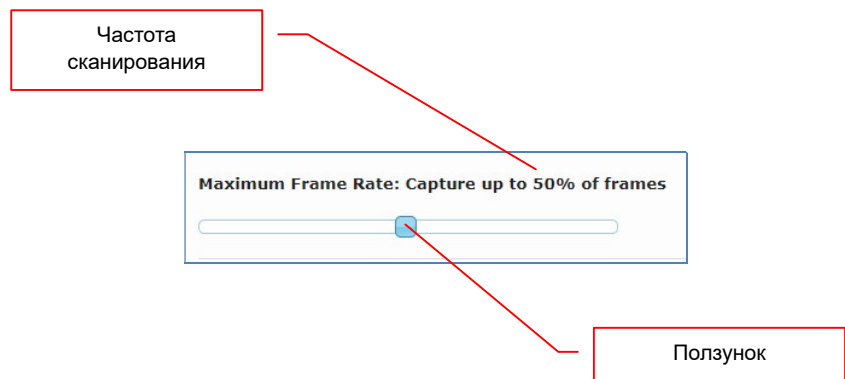 Частота
сканирования
Maximum Frame Rate: Capture up to 50% of frames
Ползунок